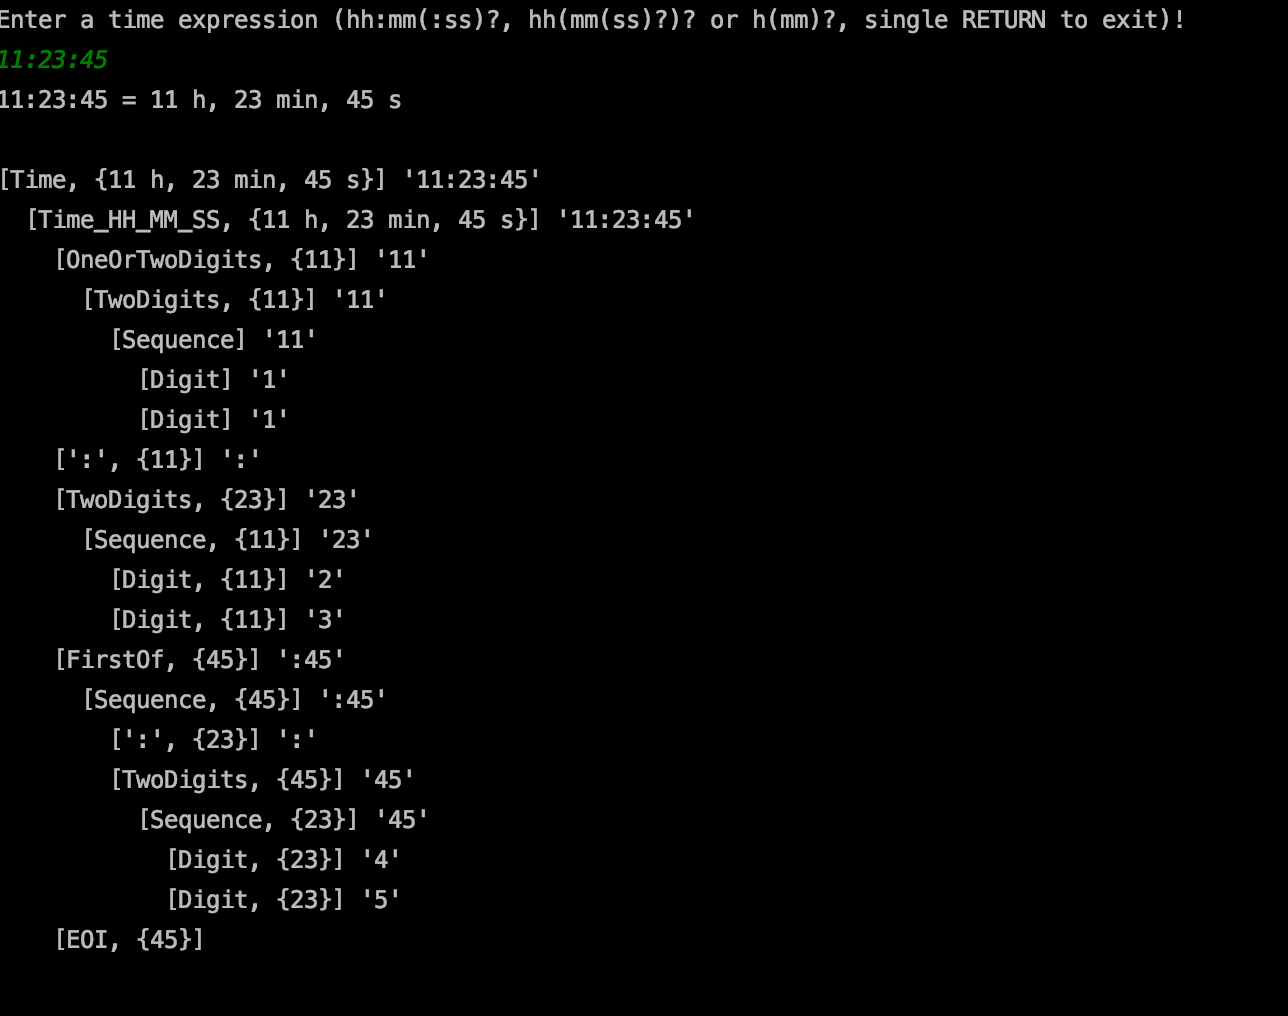 Enter a time expression (hh:mm(:ss)?, hh(mm(ss)?)? or h(mm)?, single RETURN to exit)!
11:23:45
11:23:45 = 11 h, 23 min, 45 s
[Time, {11 h, 23 min, 45 s}] '11:23:45'
[Time_HH_MM_SS, {11 h, 23 min, 45 s}] '11:23:45'
[OneOrTwoDigits, {11}] '11'
[TwoDigits, {11}] '11'
[Sequence] '11'
[Digit] '1'
[Digit] '1'
[':', {11}] ':'
[TwoDigits, {23}] '23'
[Sequence, {11}] '23'
[Digit, {11}] '2'
[Digit, {11}] '3'
[FirstOf, {45}] ':45'
[Sequence, {45}] ':45'
[':', {23}] ':'
[TwoDigits, {45}] '45'
[Sequence, {23}] '45'
[Digit, {23}] '4'
[Digit, {23}] '5'
[EOI, {45}]